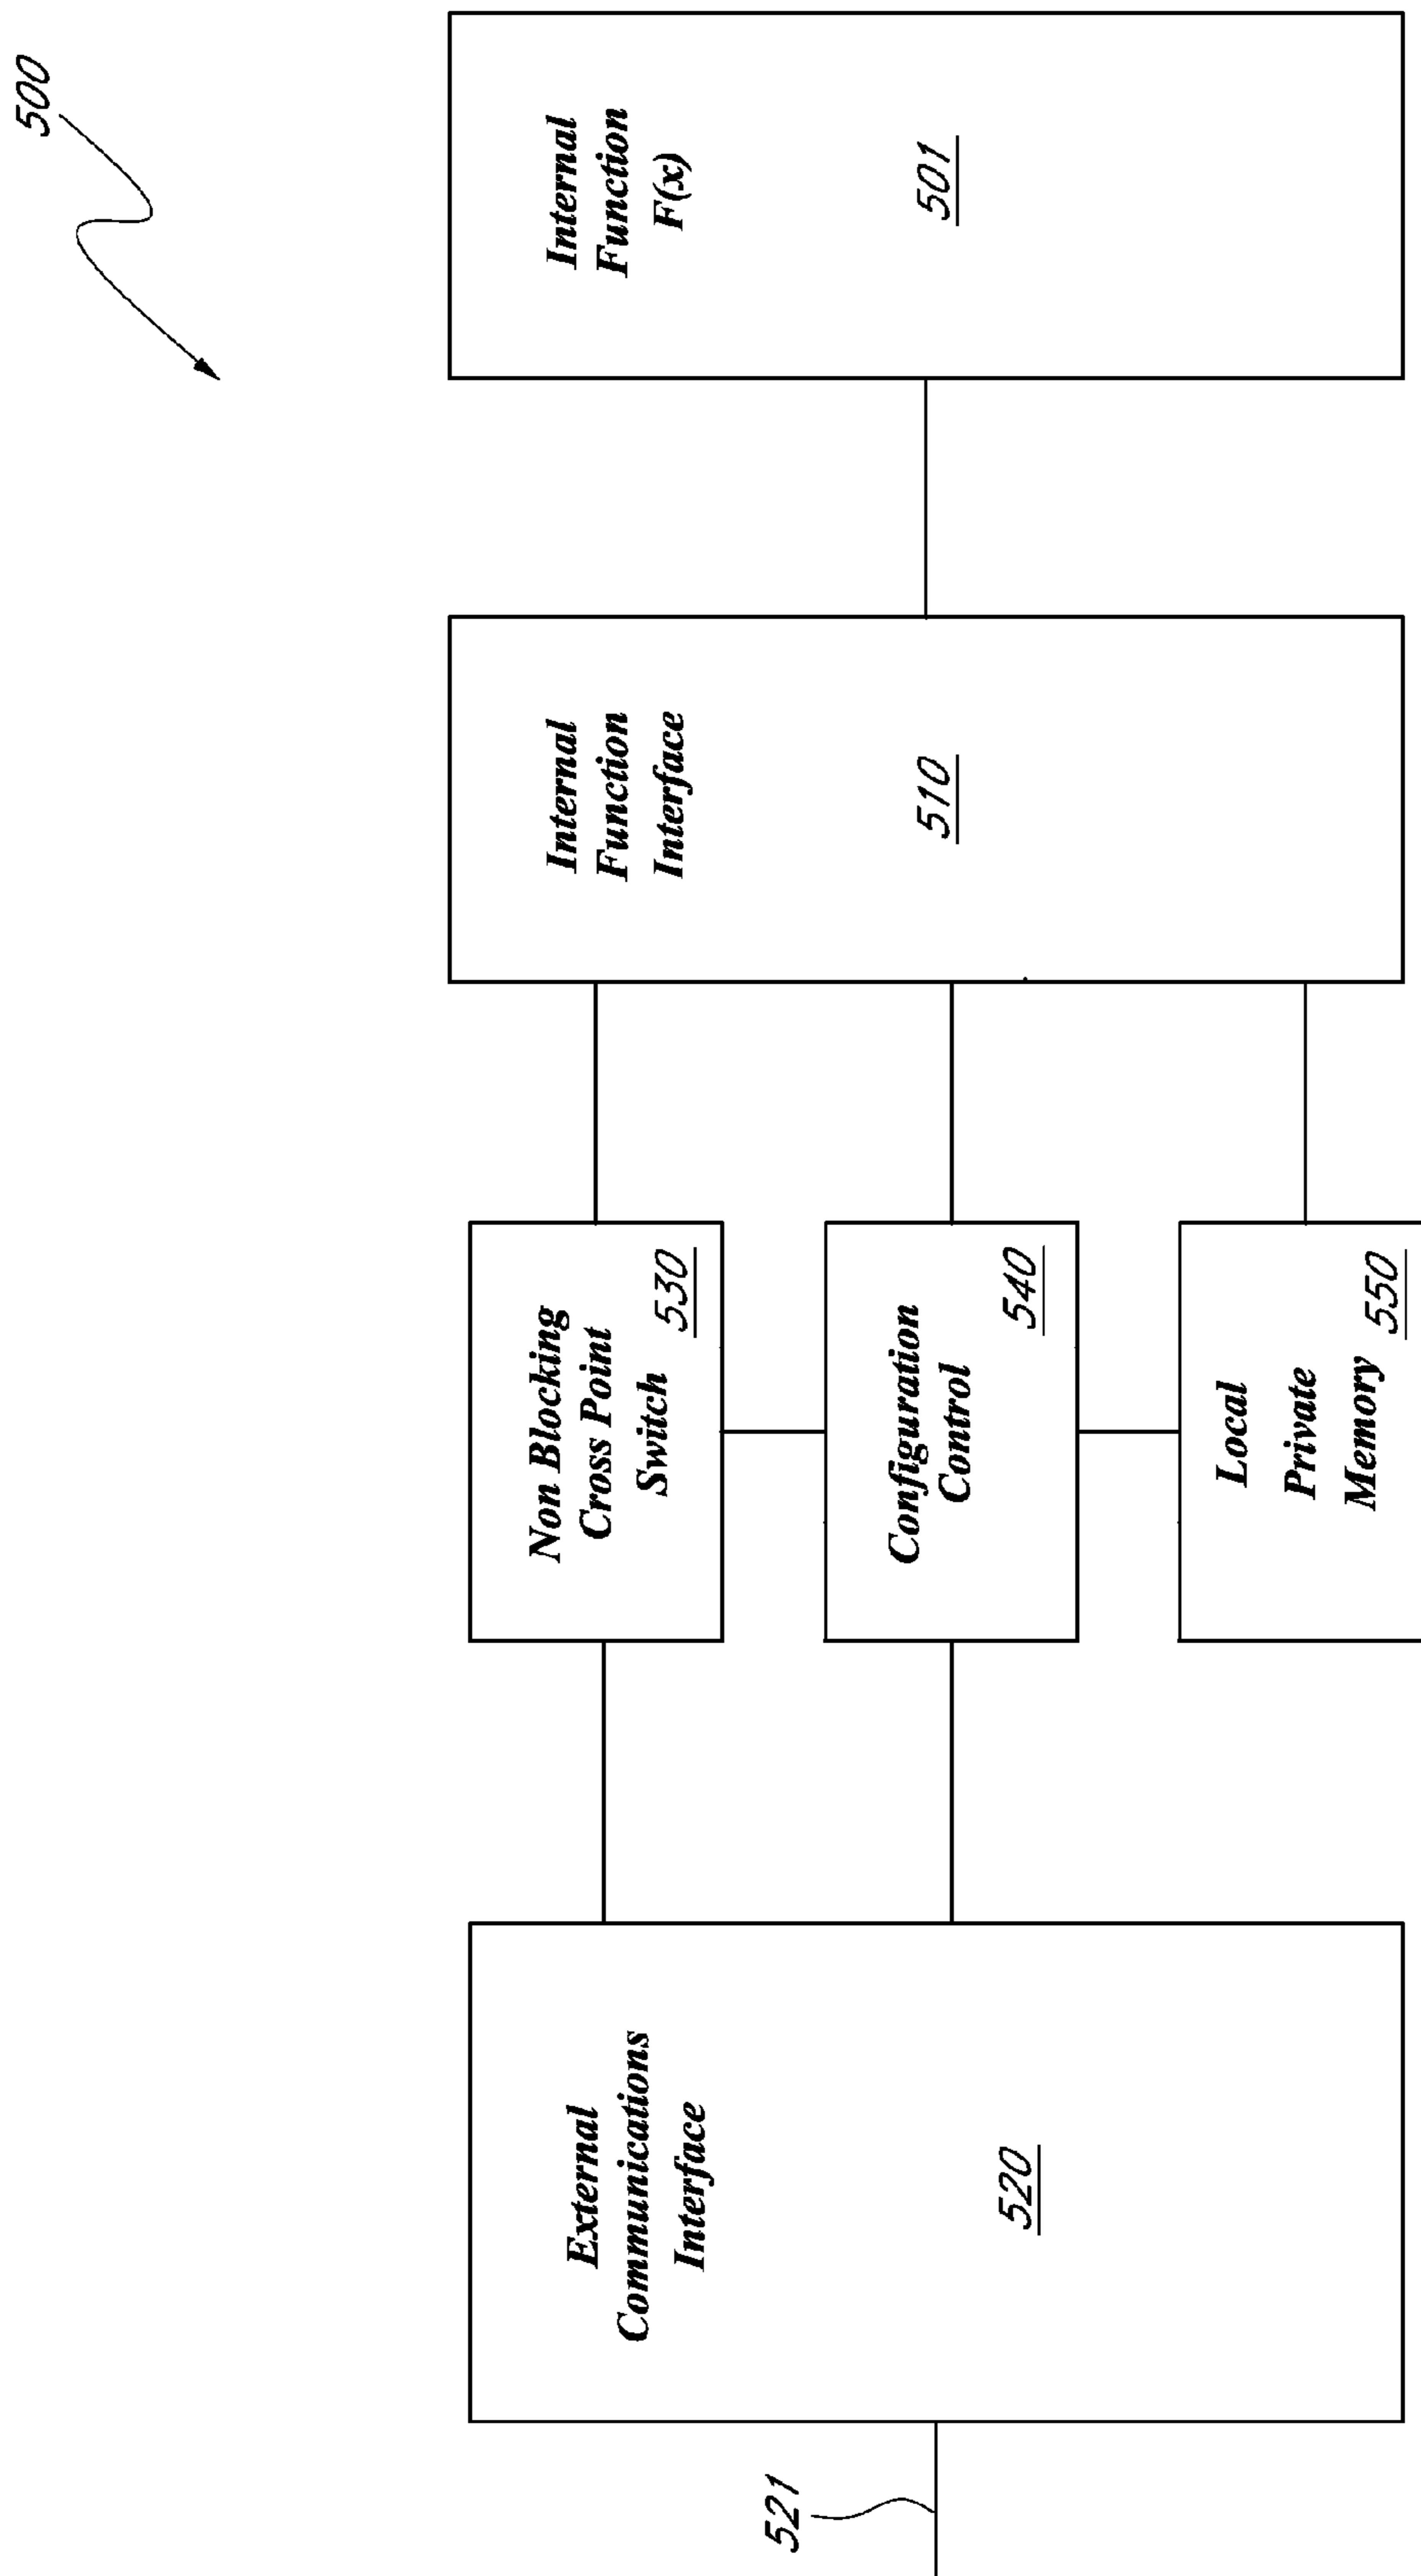 500
521
External
Communications
Interface
520
Non Blocking
Cross Point
Switch
530
Configuration
Control
540
Local
Private
Memory
550
Internal
Function
Interface
510
Internal
Function
F(x)
501